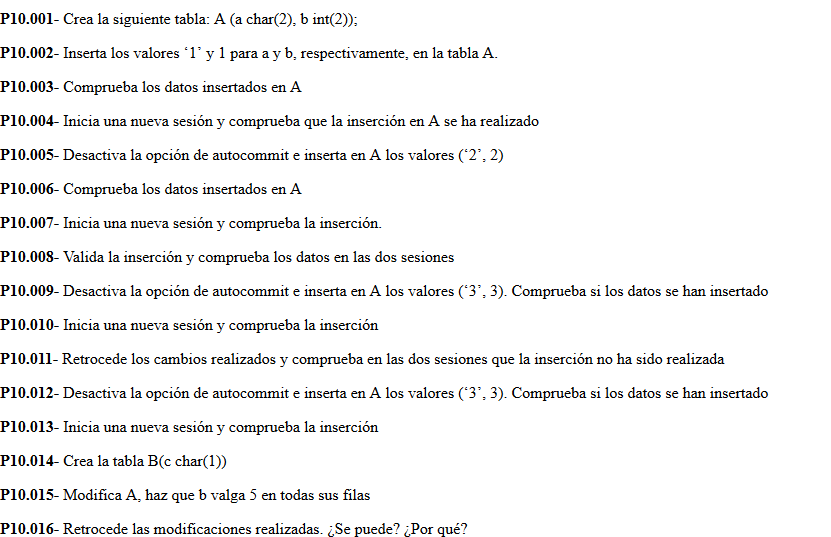 P10.001- Crea la siguiente tabla: A (a char(2), b int(2));
P10.002- Inserta los valores ‘1’ y 1 para a y b, respectivamente, en la tabla A.
P10.003- Comprueba los datos insertados en A
P10.004- Inicia una nueva sesión y comprueba que la inserción en A se ha realizado
P10.005- Desactiva la opción de autocommit e inserta en A los valores (‘2’, 2)
P10.006- Comprueba los datos insertados en A
P10.007- Inicia una nueva sesión y comprueba la inserción.
P10.008- Valida la inserción y comprueba los datos en las dos sesiones
P10.009- Desactiva la opción de autocommit e inserta en A los valores (‘3’, 3). Comprueba si los datos se han insertado
P10.010- Inicia una nueva sesión y comprueba la inserción
P10.011- Retrocede los cambios realizados y comprueba en las dos sesiones que la inserción no ha sido realizada
P10.012- Desactiva la opción de autocommit e inserta en A los valores (‘3’, 3). Comprueba si los datos se han insertado
P10.013- Inicia una nueva sesión y comprueba la inserción
P10.014- Crea la tabla B(c char(1))
P10.015- Modifica A, haz que b valga 5 en todas sus filas
P10.016- Retrocede las modificaciones realizadas. ¿Se puede? ¿Por qué?